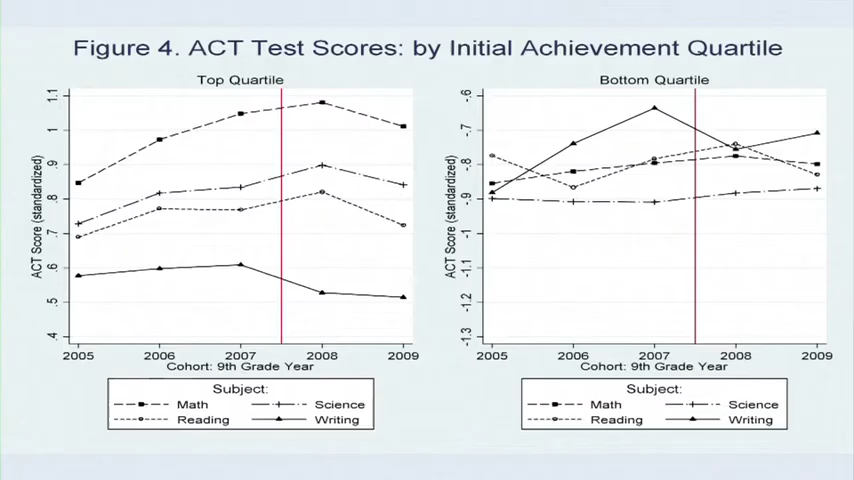 Figure 4. ACT Test Scores: by Initial Achievement Quartile
Top Quartile
ACT Score (standardized)
1.1
1
.9
.8
.7
.6
.5
.4
2005 2006 2007 2008 2009
Cohort: 9th Grade Year
Subject:
Math Science
Reading Writing
Bottom Quartile
ACT Score (standardized)
-.6
-.7
-.8
-.9
-1
-1.1
-1.2
-1.3
2005 2006 2007 2008 2009
Cohort: 9th Grade Year
Subject:
Math Science
Reading Writing